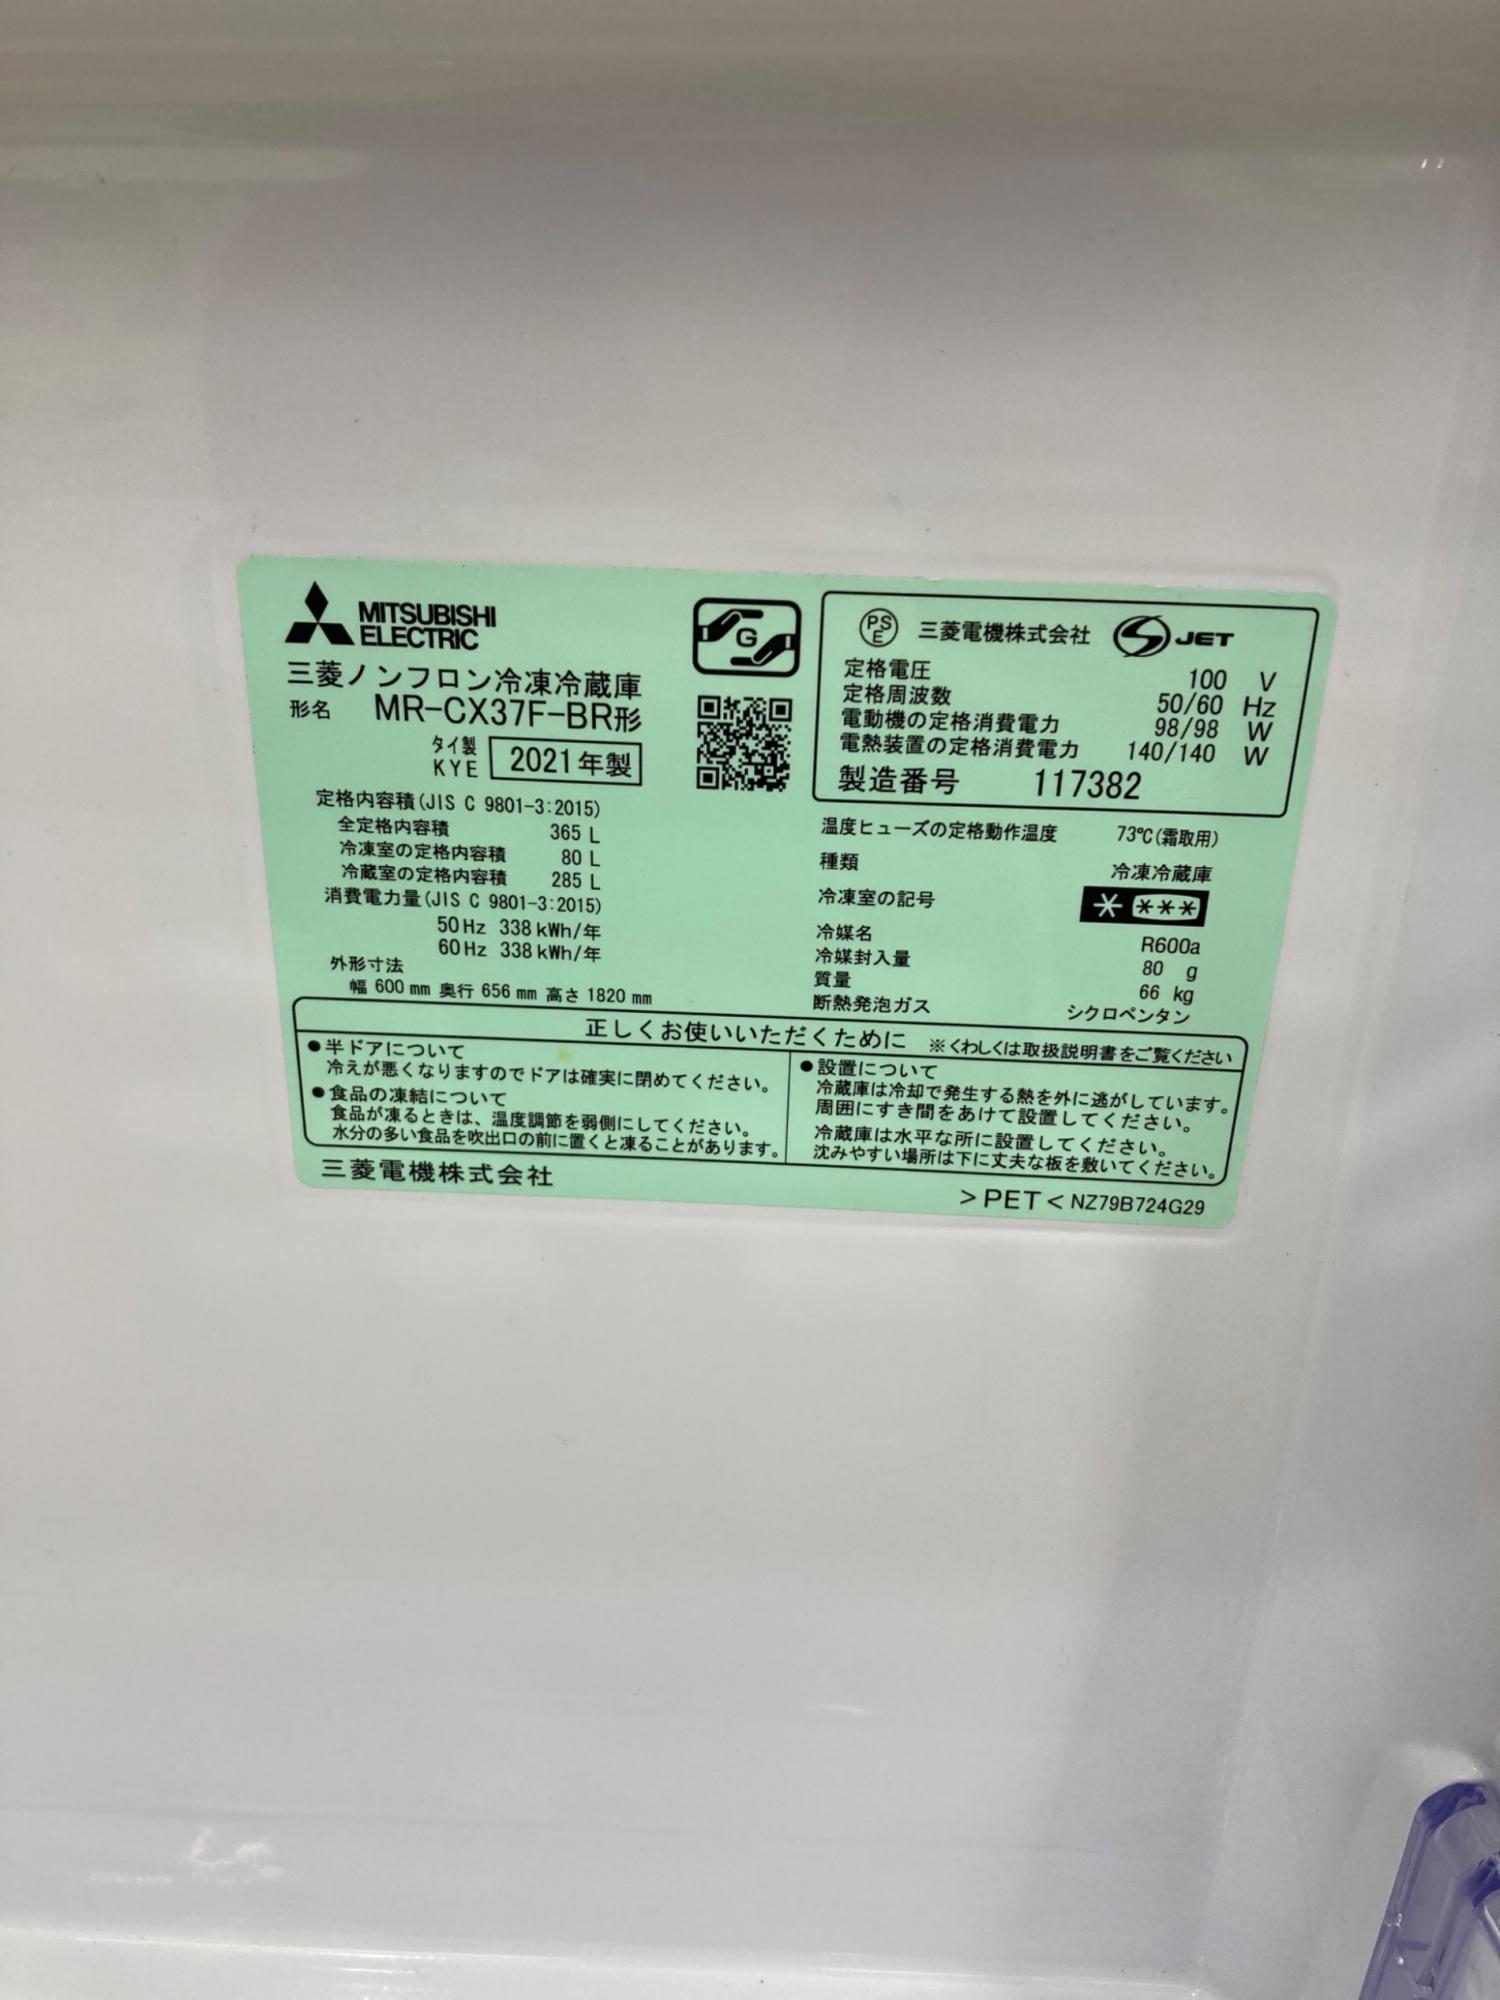 MITSUBISHI
ELECTRIC
三菱ノンフロン冷凍冷蔵庫
形名 MR-CX37F-BR形
タイ製
KYE
2021年製
定格内容積(JIS C 9801-3:2015)
全定格内容積 365 L
冷凍室の定格内容積 80 L
冷蔵室の定格内容積 285 L
消費電力量(JIS C 9801-3:2015)
50Hz 338kWh/年
60Hz 338kWh/年
外形寸法
幅 600mm 奥行 656mm 高さ 1820mm
G
PS
E
三菱電機株式会社 S JET
定格電圧 100 V
定格周波数 50/60 Hz
電動機の定格消費電力 98/98 W
電熱装置の定格消費電力 140/140 W
製造番号 117382
温度ヒューズの定格動作温度 73℃(霜取用)
種類 冷凍冷蔵庫
冷凍室の記号 * ***
冷媒名 R600a
冷媒封入量 80 g
質量 66 kg
断熱発泡ガス シクロペンタン
正しくお使いいただくために ※くわしくは取扱説明書をご覧ください
●半ドアについて
冷えが悪くなりますのでドアは確実に閉めてください。
●食品の凍結について
食品が凍るときは、温度調節を弱側にしてください。
水分の多い食品を吹出口の前に置くと凍ることがあります。
●設置について
冷蔵庫は冷却で発生する熱を外に逃がしています。
周囲にすき間をあけて設置してください。
冷蔵庫は水平な所に設置してください。
沈みやすい場所は下に丈夫な板を敷いてください。
三菱電機株式会社
>PET< NZ79B724G29